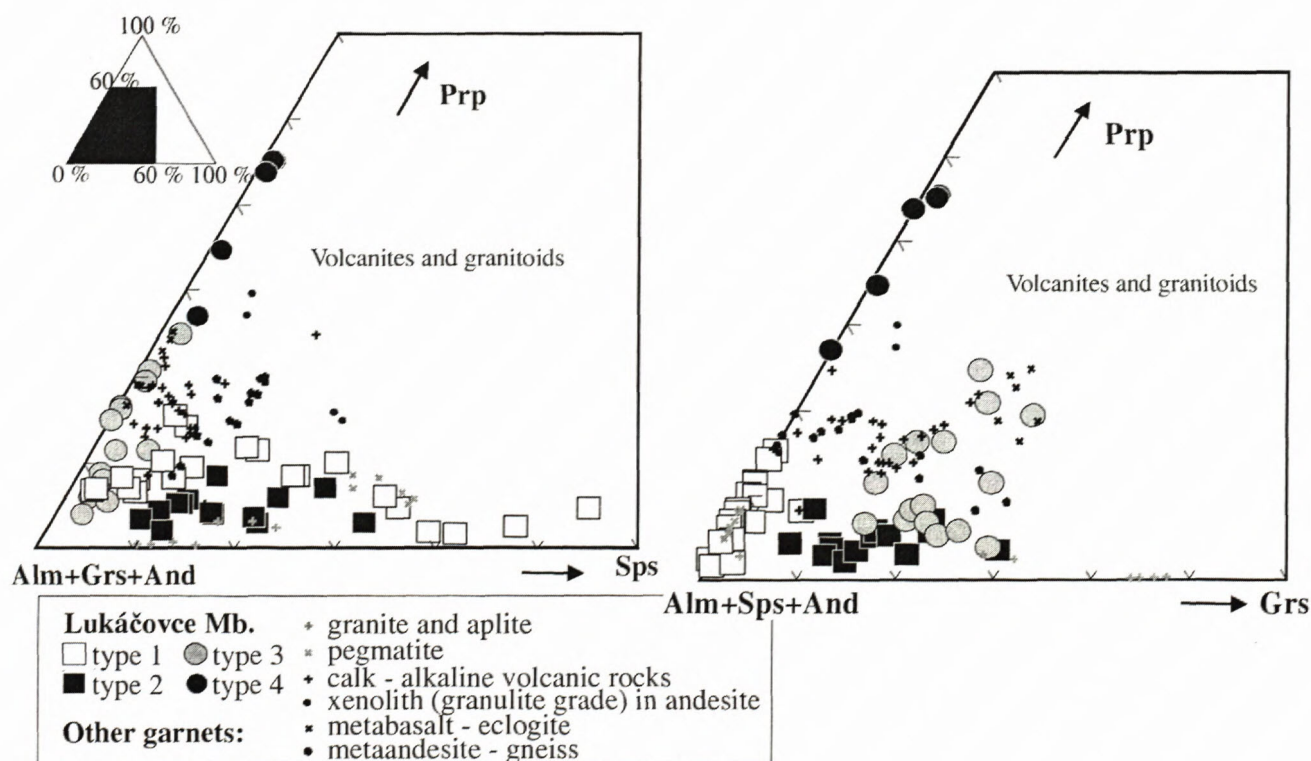 100 %
60 %
0 %
60 %
100 %
Prp
Volcanites and granitoids
Alm+Grs+And
Sps
Prp
Volcanites and granitoids
Alm+Sps+And
Grs
Lukáčovce Mb.
type 1
type 3
type 2
type 4
Other garnets:
granite and aplite
pegmatite
calk - alkaline volcanic rocks
xenolith (granulite grade) in andesite
metabasalt - eclogite
metaandesite - gneiss